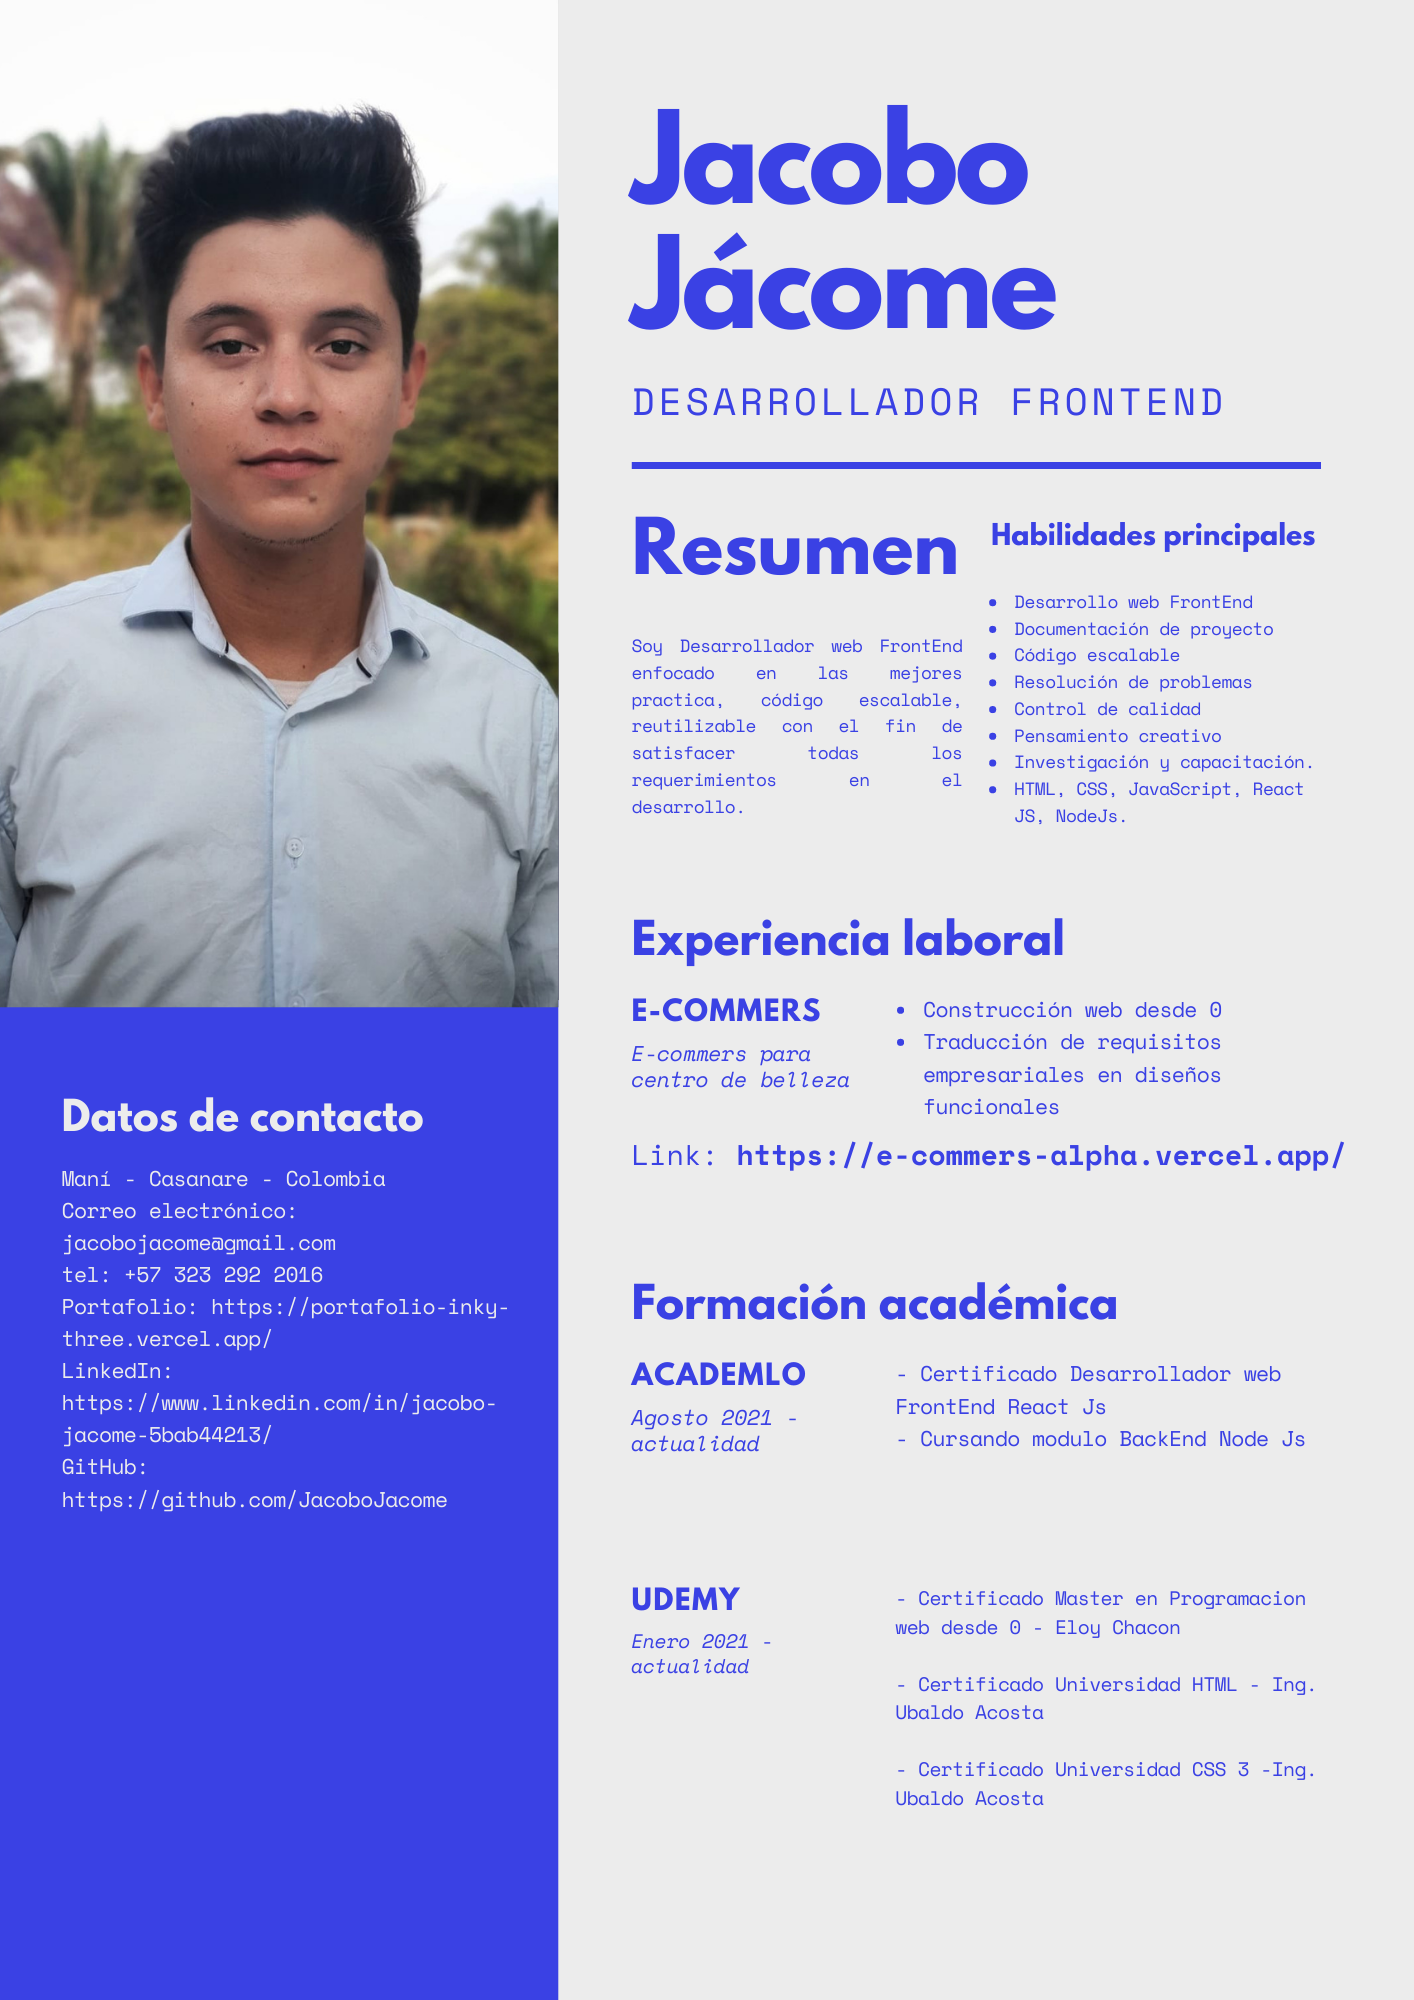 Jacobo
Jácome
DESARROLLADOR FRONTEND
Resumen
Soy Desarrollador web FrontEnd
enfocado en las mejores
practica, código escalable,
reutilizable con el fin de
satisfacer todas los
requerimientos en el
desarrollo.
Habilidades principales
Desarrollo web FrontEnd
Documentación de proyecto
Código escalable
Resolución de problemas
Control de calidad
Pensamiento creativo
Investigación y capacitación.
HTML, CSS, JavaScript, React
JS, NodeJs.
Experiencia laboral
E-COMMERS
E-commers para
centro de belleza
Construcción web desde 0
Traducción de requisitos
empresariales en diseños
funcionales
Link: https://e-commers-alpha.vercel.app/
Formación académica
ACADEMLO
Agosto 2021 -
actualidad
- Certificado Desarrollador web
FrontEnd React Js
- Cursando modulo BackEnd Node Js
UDEMY
Enero 2021 -
actualidad
- Certificado Master en Programacion
web desde 0 - Eloy Chacon
- Certificado Universidad HTML - Ing.
Ubaldo Acosta
- Certificado Universidad CSS 3 -Ing.
Ubaldo Acosta
Datos de contacto
Maní - Casanare - Colombia
Correo electrónico:
jacobojacome@gmail.com
tel: +57 323 292 2016
Portafolio: https://portafolio-inky-
three.vercel.app/
LinkedIn:
https://www.linkedin.com/in/jacobo-
jacome-5bab44213/
GitHub:
https://github.com/JacoboJacome